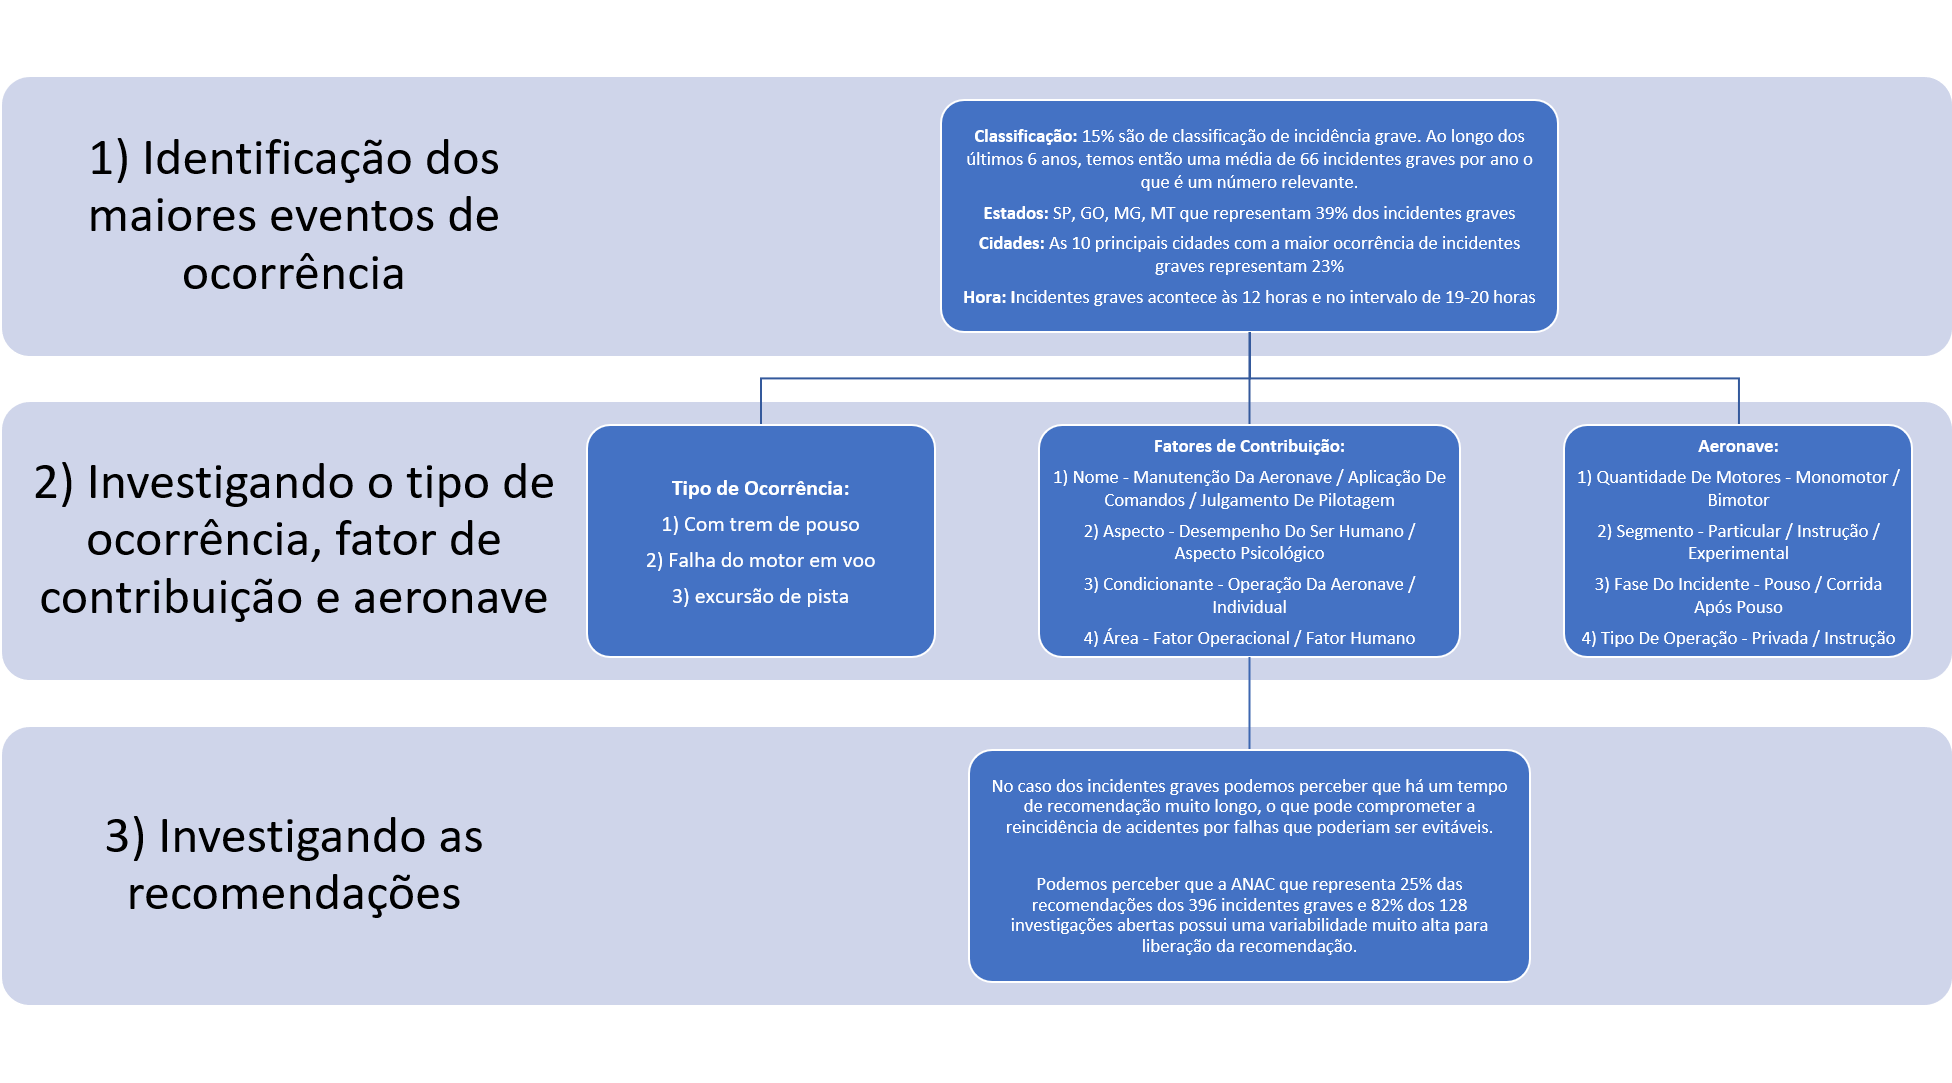 1) Identificação dos
maiores eventos de
ocorrência
Classificação: 15% são de classificação de incidência grave. Ao longo dos
últimos 6 anos, temos então uma média de 66 incidentes graves por ano o
que é um número relevante.
Estados: SP, GO, MG, MT que representam 39% dos incidentes graves
Cidades: As 10 principais cidades com a maior ocorrência de incidentes
graves representam 23%
Hora: Incidentes graves acontece às 12 horas e no intervalo de 19-20 horas
2) Investigando o tipo de
ocorrência, fator de
contribuição e aeronave
Tipo de Ocorrência:
1) Com trem de pouso
2) Falha do motor em voo
3) excursão de pista
Fatores de Contribuição:
1) Nome - Manutenção Da Aeronave / Aplicação De
Comandos / Julgamento De Pilotagem
2) Aspecto - Desempenho Do Ser Humano /
Aspecto Psicológico
3) Condicionante - Operação Da Aeronave /
Individual
4) Área - Fator Operacional / Fator Humano
Aeronave:
1) Quantidade De Motores - Monomotor /
Bimotor
2) Segmento - Particular / Instrução /
Experimental
3) Fase Do Incidente - Pouso / Corrida
Após Pouso
4) Tipo De Operação - Privada / Instrução
3) Investigando as
recomendações
No caso dos incidentes graves podemos perceber que há um tempo
de recomendação muito longo, o que pode comprometer a
reincidência de acidentes por falhas que poderiam ser evitáveis.
Podemos perceber que a ANAC que representa 25% das
recomendações dos 396 incidentes graves e 82% dos 128
investigações abertas possui uma variabilidade muito alta para
liberação da recomendação.